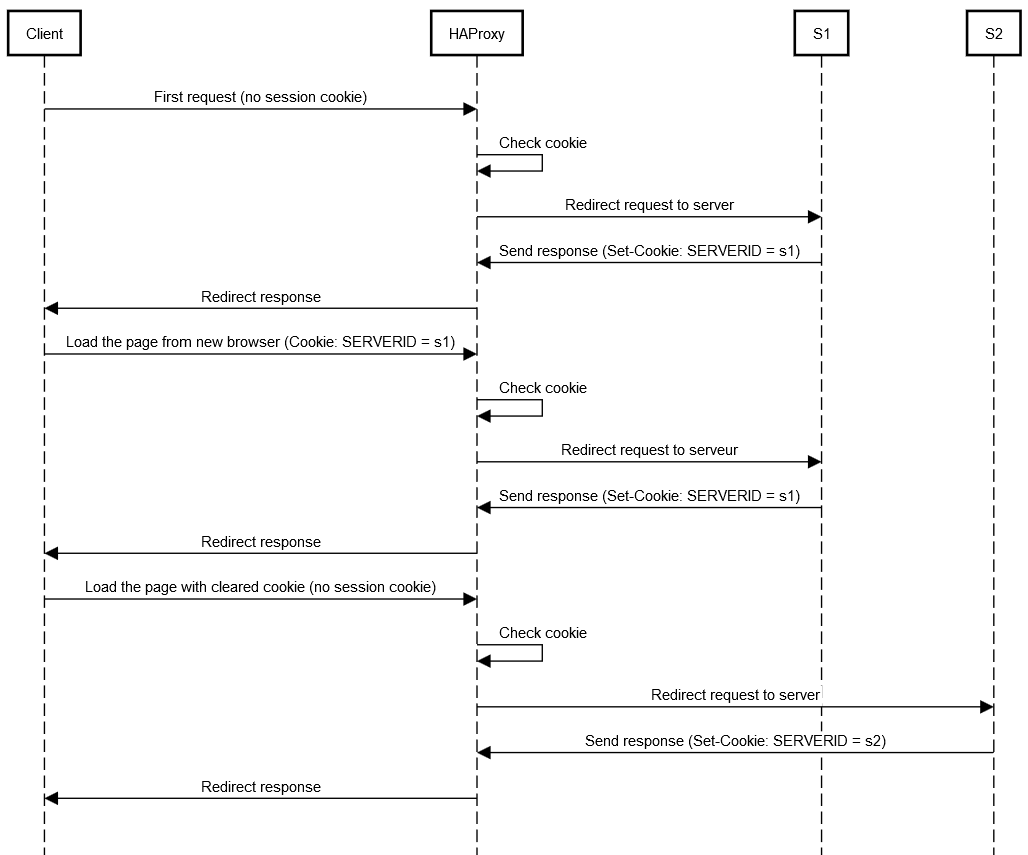 Client
HAProxy
S1
S2
First request (no session cookie)
Check cookie
Redirect request to server
Send response (Set-Cookie: SERVERID = s1)
Redirect response
Load the page from new browser (Cookie: SERVERID = s1)
Check cookie
Redirect request to serveur
Send response (Set-Cookie: SERVERID = s1)
Redirect response
Load the page with cleared cookie (no session cookie)
Check cookie
Redirect request to server
Send response (Set-Cookie: SERVERID = s2)
Redirect response